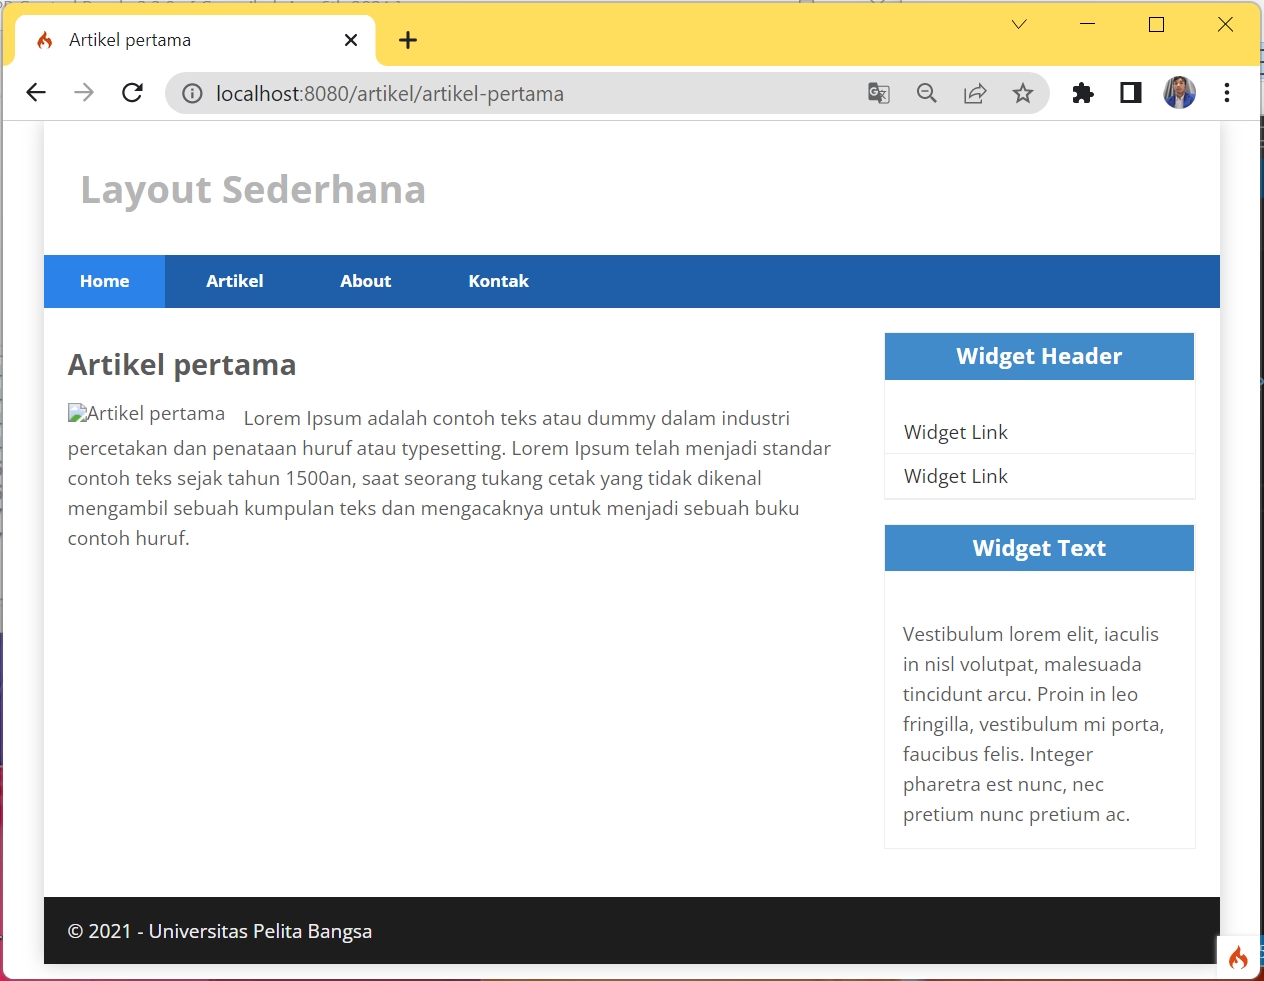 Artikel pertama
localhost:8080/artikel/artikel-pertama
Layout Sederhana
Home Artikel About Kontak
Artikel pertama
Artikel pertama Lorem Ipsum adalah contoh teks atau dummy dalam industri
percetakan dan penataan huruf atau typesetting. Lorem Ipsum telah menjadi standar
contoh teks sejak tahun 1500an, saat seorang tukang cetak yang tidak dikenal
mengambil sebuah kumpulan teks dan mengacaknya untuk menjadi sebuah buku
contoh huruf.
Widget Header
Widget Link
Widget Link
Widget Text
Vestibulum lorem elit, iaculis
in nisl volutpat, malesuada
tincidunt arcu. Proin in leo
fringilla, vestibulum mi porta,
faucibus felis. Integer
pharetra est nunc, nec
pretium nunc pretium ac.
© 2021 - Universitas Pelita Bangsa